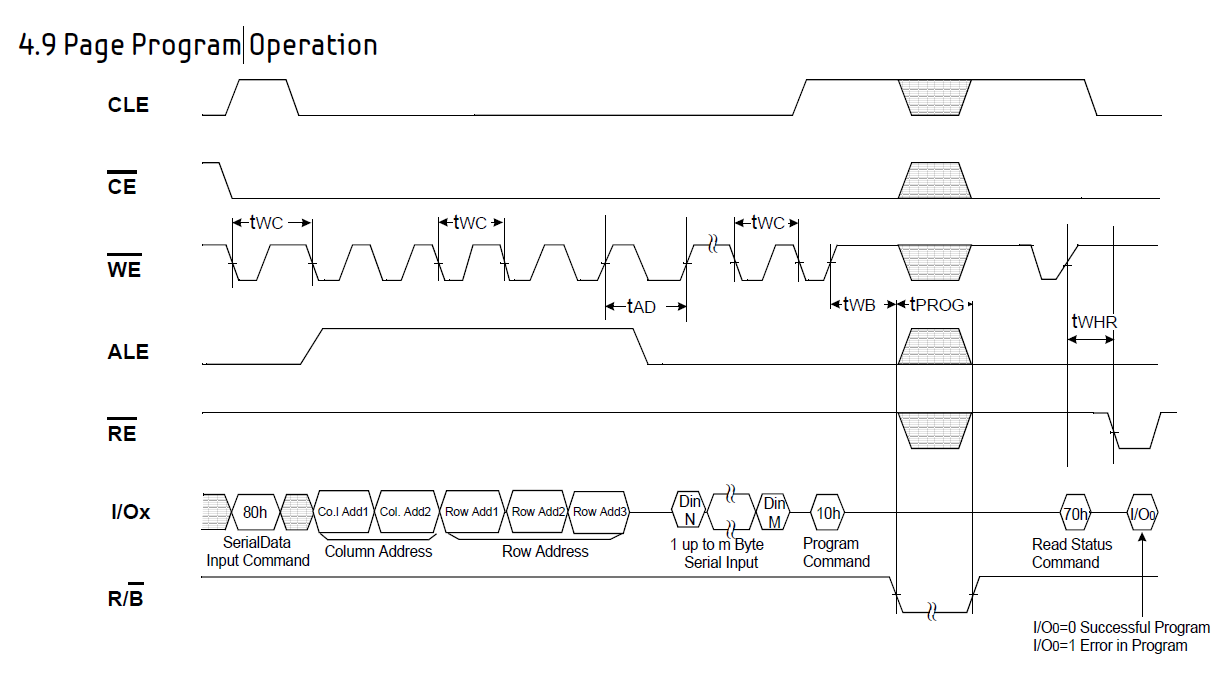 4.9 Page Program Operation
CLE
CE
tWC tWC tWC
WE
tAD tWB tPROG
tWHR
ALE
RE
I/Ox 80h Co.l Add1 Col. Add2 Row Add1 Row Add2 Row Add3 Din N Din M 10h 70h I/O0
SerialData
Input Command
Column Address
Row Address
1 up to m Byte
Serial Input
Program
Command
Read Status
Command
R/B
I/O0=0 Successful Program
I/O0=1 Error in Program